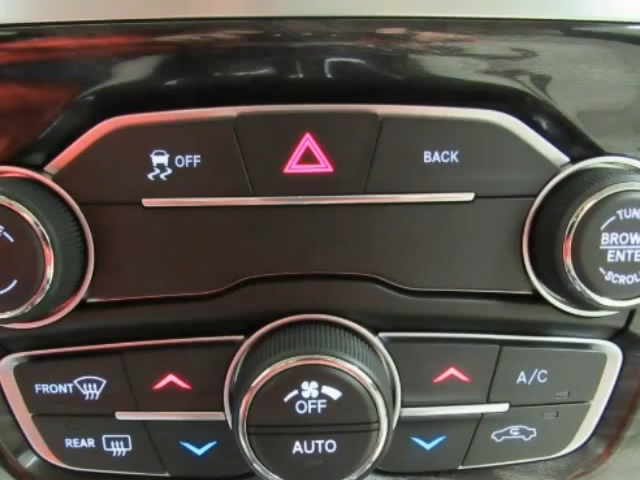 OFF
BACK
TUN
BROW
ENTE
SCROL
FRONT
A/C
OFF
REAR
AUTO